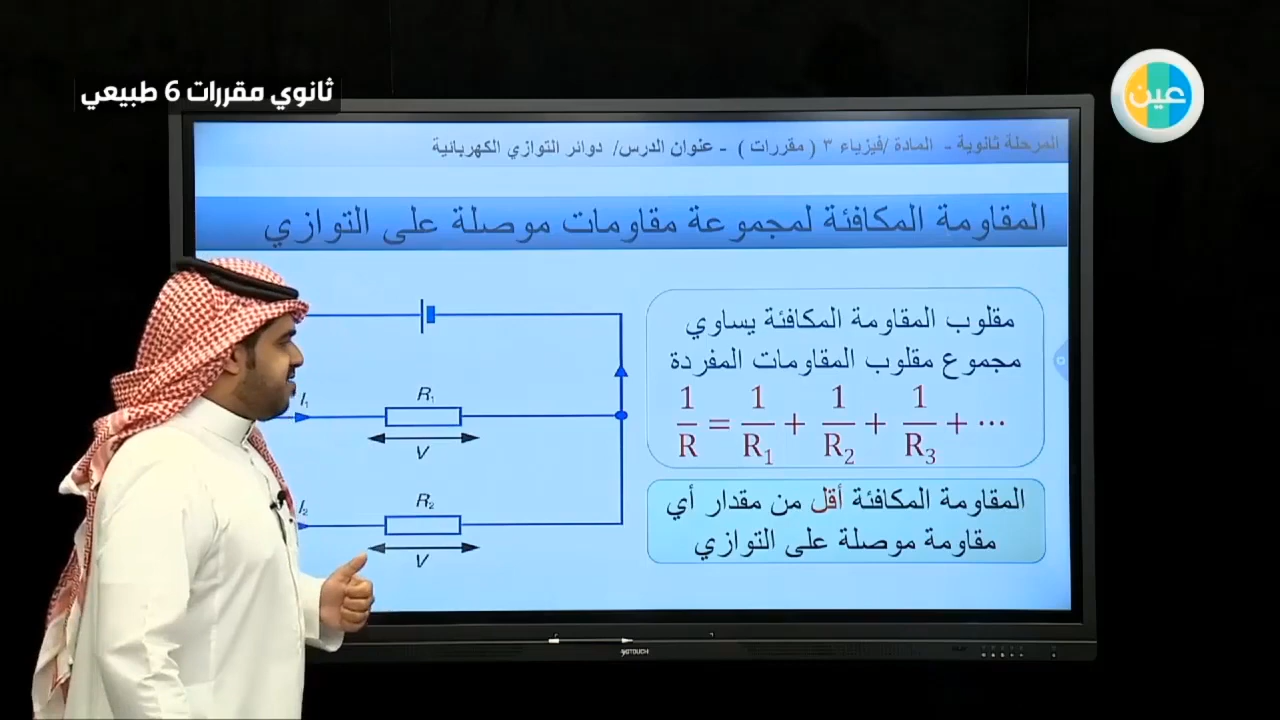 ثانوي مقررات 6 طبيعي
عين
المرحلة ثانوية - المادة /فيزياء ٣ ( مقررات ) - عنوان الدرس/ دوائر التوازي الكهربائية
المقاومة المكافئة لمجموعة مقاومات موصلة على التوازي
مقلوب المقاومة المكافئة يساوي
مجموع مقلوب المقاومات المفردة
1/R = 1/R₁ + 1/R₂ + 1/R₃ + ⋯
المقاومة المكافئة أقل من مقدار أي
مقاومة موصلة على التوازي
I₁
R₁
V
I₂
R₂
V